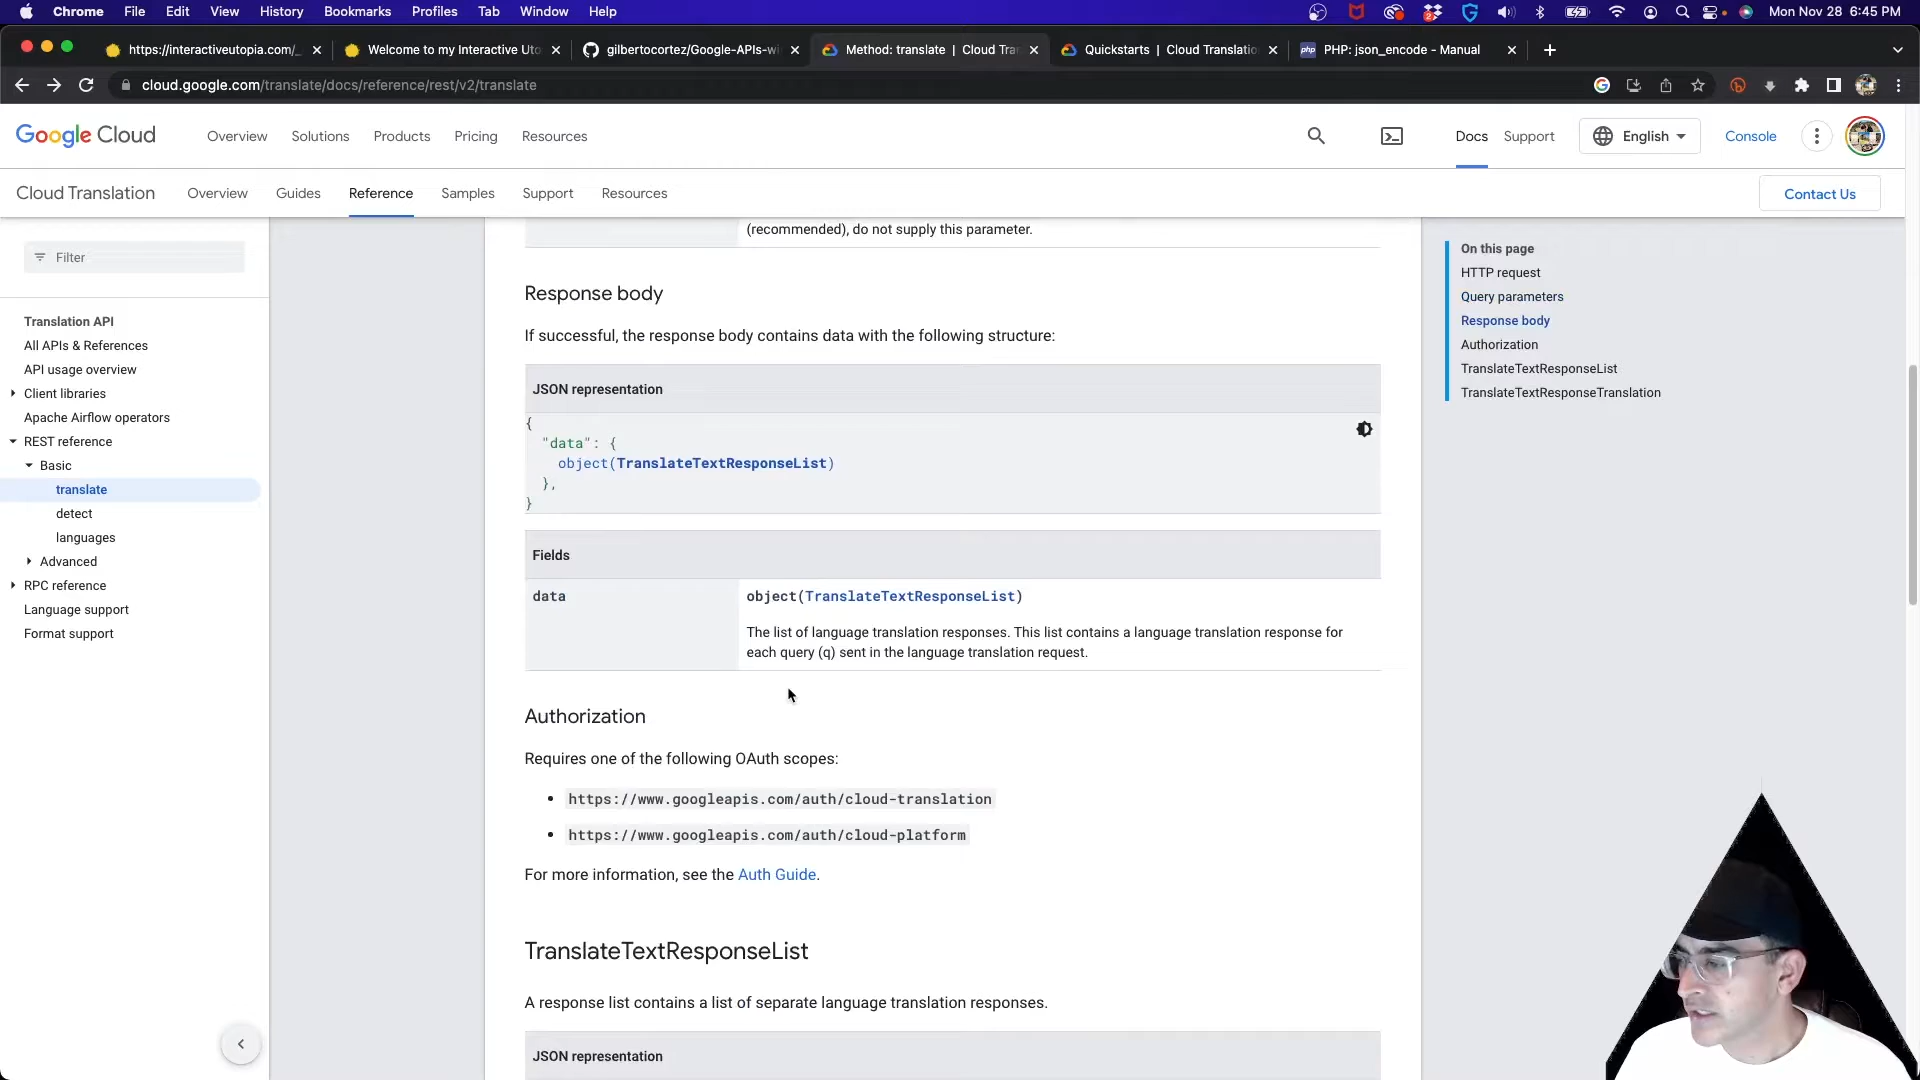 Chrome File Edit View History Bookmarks Profiles Tab Window Help Mon Nov 28 6:45 PM
https://interactiveutopia.com/_ Welcome to my Interactive Uto gilbertocortez/Google-APIs-wi Method: translate | Cloud Tran Quickstarts | Cloud Translatio php PHP: json_encode - Manual
cloud.google.com/translate/docs/reference/rest/v2/translate
Google Cloud Overview Solutions Products Pricing Resources Docs Support English Console
Cloud Translation Overview Guides Reference Samples Support Resources Contact Us
Filter
Translation API
All APIs & References
API usage overview
Client libraries
Apache Airflow operators
REST reference
Basic
translate
detect
languages
Advanced
RPC reference
Language support
Format support
(recommended), do not supply this parameter.
Response body
If successful, the response body contains data with the following structure:
JSON representation
{
"data": {
object(TranslateTextResponseList)
},
}
Fields
data object(TranslateTextResponseList)
The list of language translation responses. This list contains a language translation response for
each query (q) sent in the language translation request.
Authorization
Requires one of the following OAuth scopes:
• https://www.googleapis.com/auth/cloud-translation
• https://www.googleapis.com/auth/cloud-platform
For more information, see the Auth Guide.
TranslateTextResponseList
A response list contains a list of separate language translation responses.
JSON representation
On this page
HTTP request
Query parameters
Response body
Authorization
TranslateTextResponseList
TranslateTextResponseTranslation